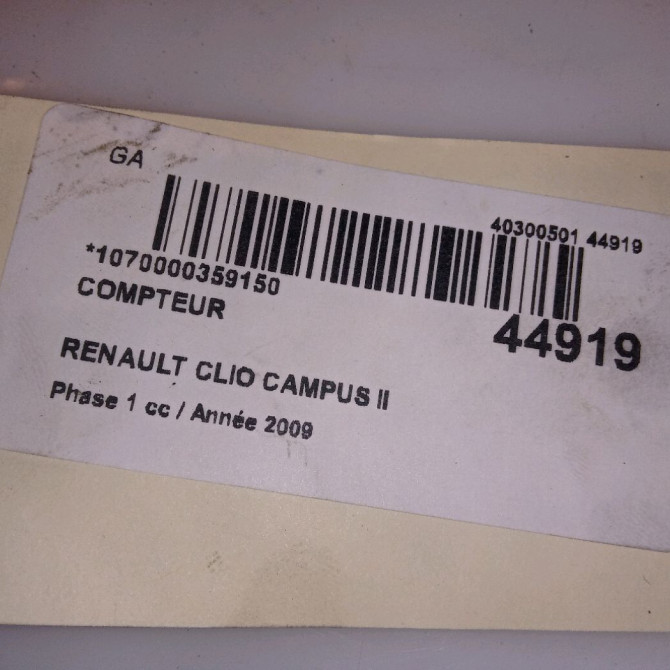 GA
40300501 44919
*1070000359150
COMPTEUR
44919
RENAULT CLIO CAMPUS II
Phase 1 cc / Année 2009